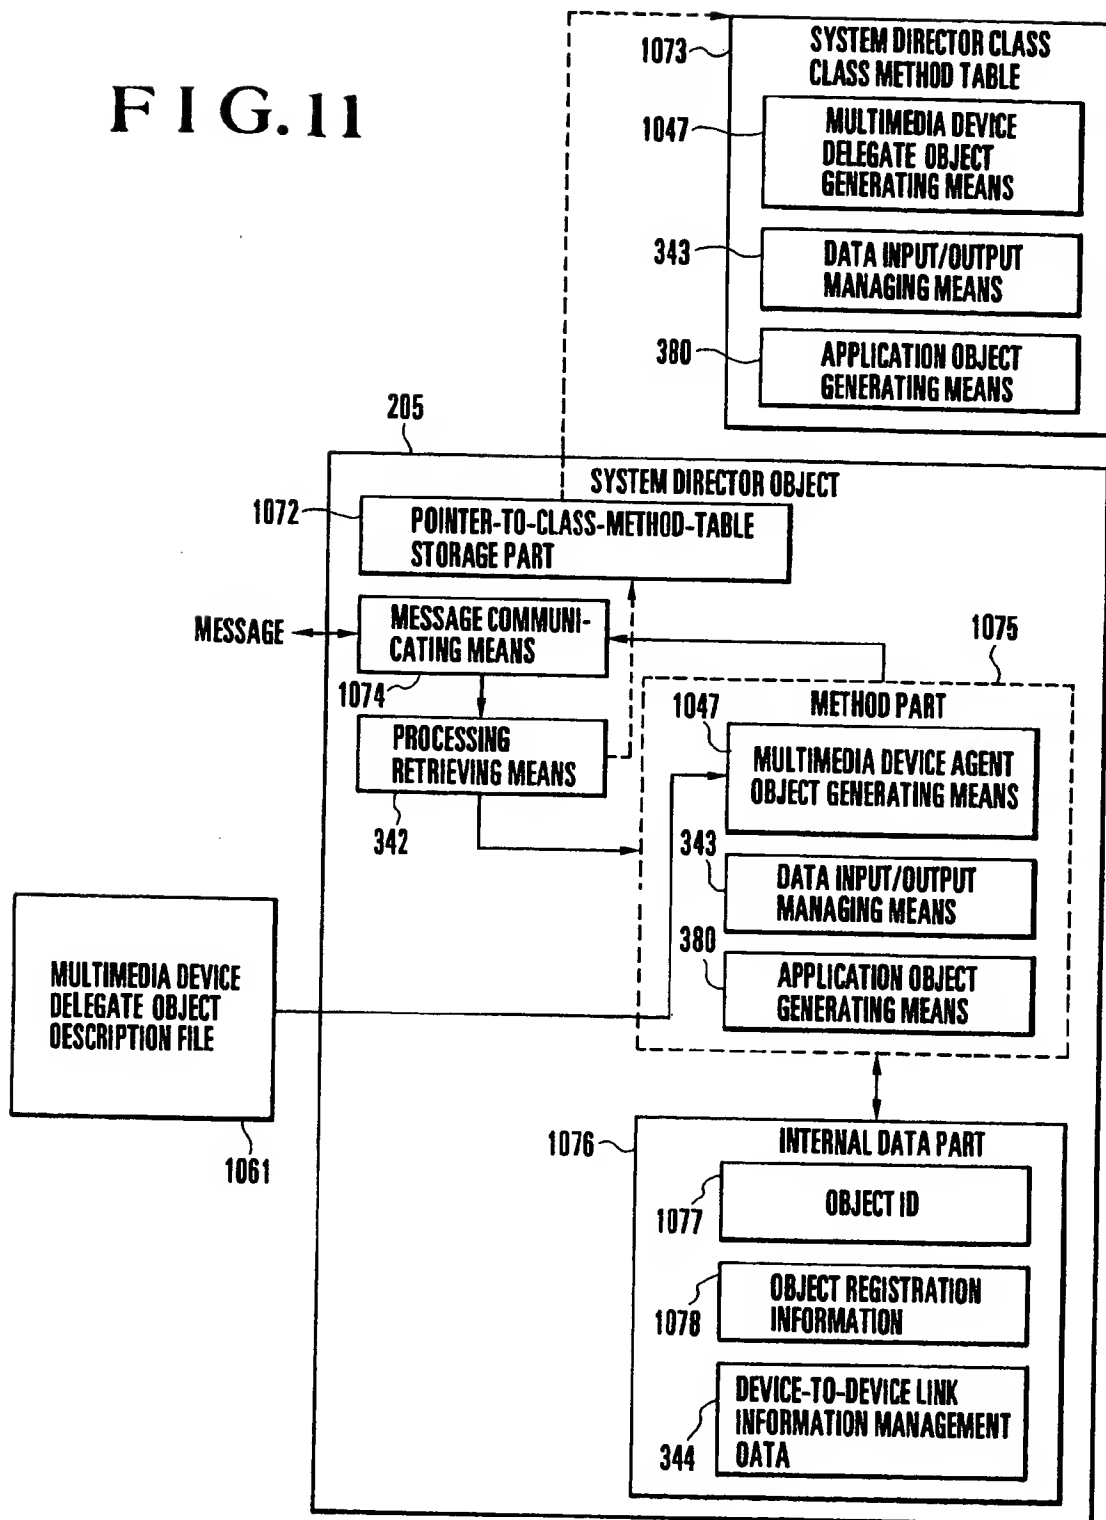 FIG.11
1073
SYSTEM DIRECTOR CLASS
CLASS METHOD TABLE
1047
MULTIMEDIA DEVICE
DELEGATE OBJECT
GENERATING MEANS
343
DATA INPUT/OUTPUT
MANAGING MEANS
380
APPLICATION OBJECT
GENERATING MEANS
205
SYSTEM DIRECTOR OBJECT
1072
POINTER-TO-CLASS-METHOD-TABLE
STORAGE PART
MESSAGE
MESSAGE COMMUNI-
CATING MEANS
1074
PROCESSING
RETRIEVING MEANS
342
1075
METHOD PART
1047
MULTIMEDIA DEVICE AGENT
OBJECT GENERATING MEANS
343
DATA INPUT/OUTPUT
MANAGING MEANS
380
APPLICATION OBJECT
GENERATING MEANS
MULTIMEDIA DEVICE
DELEGATE OBJECT
DESCRIPTION FILE
1061
1076
INTERNAL DATA PART
1077
OBJECT ID
1078
OBJECT REGISTRATION
INFORMATION
344
DEVICE-TO-DEVICE LINK
INFORMATION MANAGEMENT
DATA